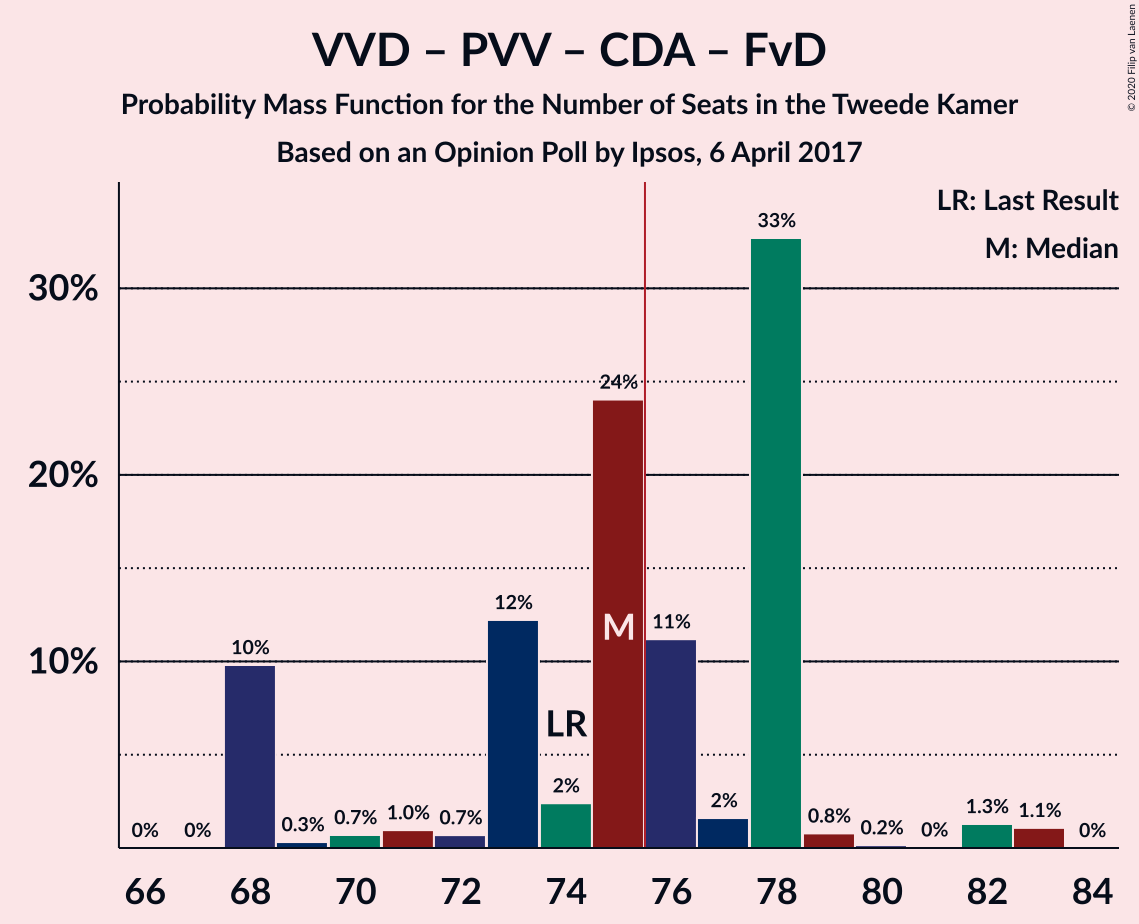 VVD – PVV – CDA – FvD
Probability Mass Function for the Number of Seats in the Tweede Kamer
Based on an Opinion Poll by Ipsos, 6 April 2017
© 2020 Filip van Laenen
LR: Last Result
M: Median
30%
20%
10%
0%
0%
10%
0.3%
0.7%
1.0%
0.7%
12%
2%
LR
24%
M
11%
2%
33%
0.8%
0.2%
0%
1.3%
1.1%
0%
66 68 70 72 74 76 78 80 82 84